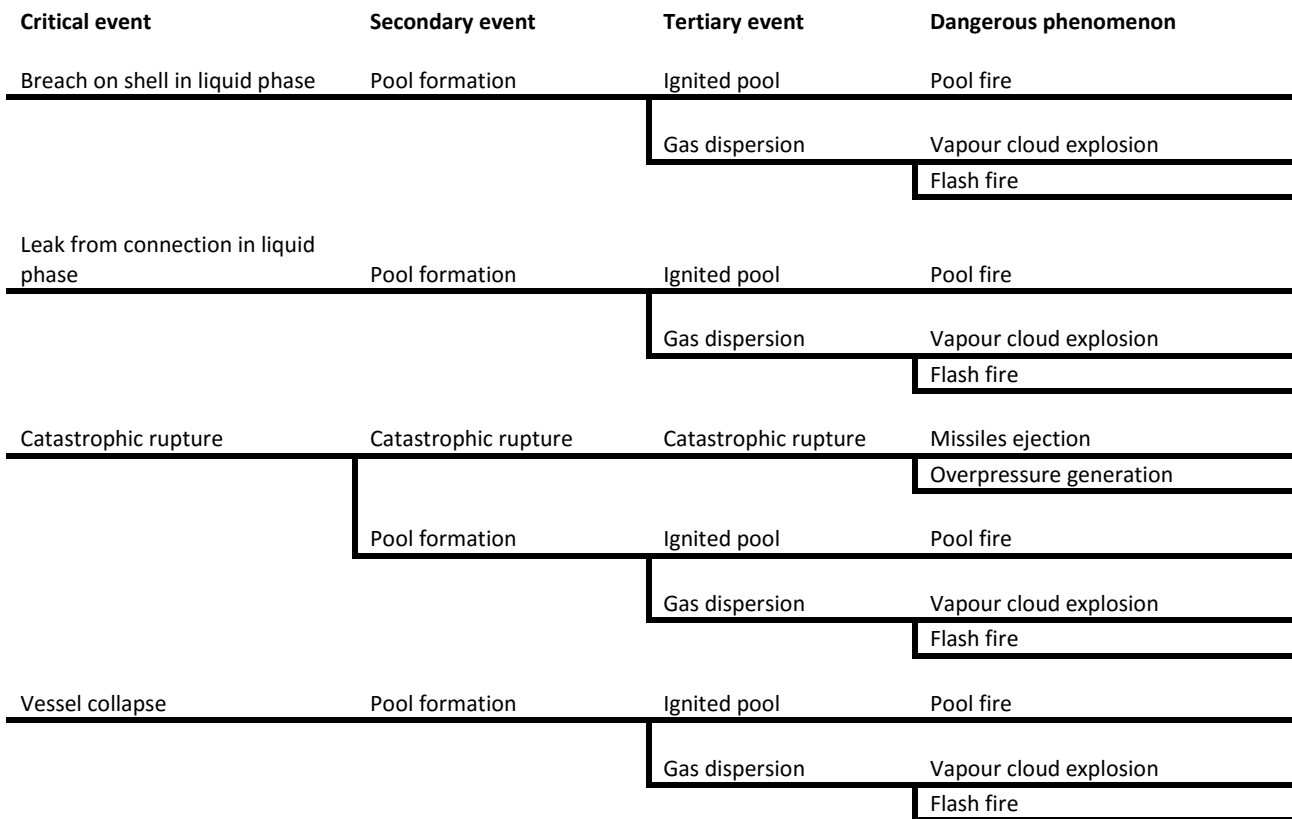 Critical event Secondary event Tertiary event Dangerous phenomenon
Breach on shell in liquid phase Pool formation Ignited pool Pool fire
Gas dispersion Vapour cloud explosion
Flash fire
Leak from connection in liquid
phase Pool formation Ignited pool Pool fire
Gas dispersion Vapour cloud explosion
Flash fire
Catastrophic rupture Catastrophic rupture Catastrophic rupture Missiles ejection
Overpressure generation
Pool formation Ignited pool Pool fire
Gas dispersion Vapour cloud explosion
Flash fire
Vessel collapse Pool formation Ignited pool Pool fire
Gas dispersion Vapour cloud explosion
Flash fire